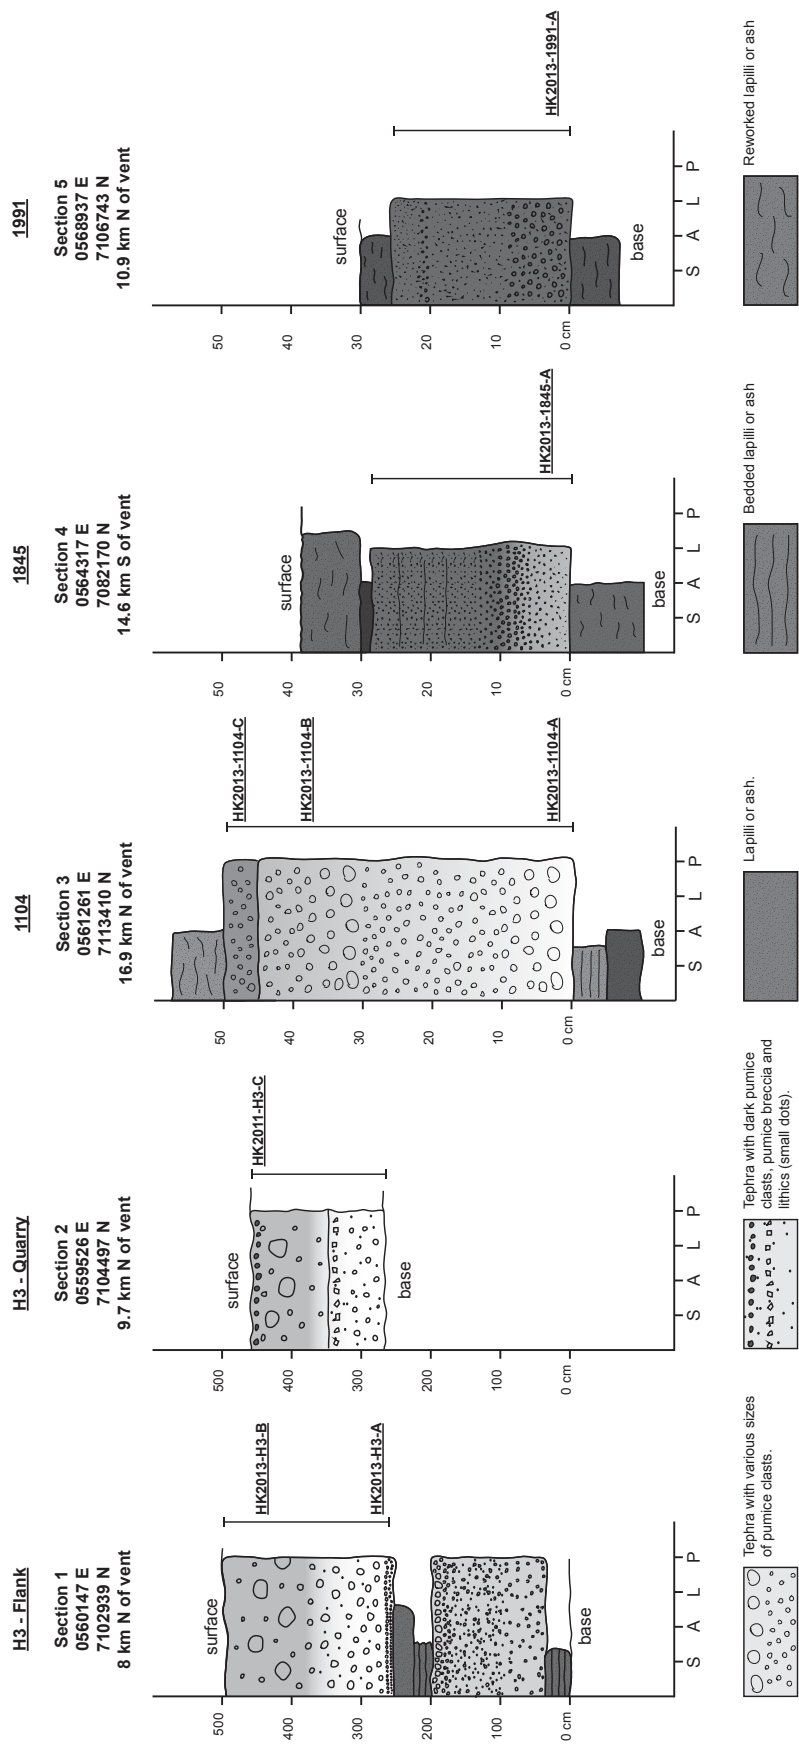 H3 - Flank
Section 1
0560147 E
7102939 N
8 km N of vent
surface
500
400
300
200
100
0 cm
HK2013-H3-B
HK2013-H3-A
base
S A L P
H3 - Quarry
Section 2
0559526 E
7104497 N
9.7 km N of vent
surface
500
400
300
200
100
0 cm
HK2011-H3-C
base
S A L P
1104
Section 3
0561261 E
7113410 N
16.9 km N of vent
50
40
30
20
10
0 cm
HK2013-1104-C
HK2013-1104-B
HK2013-1104-A
base
S A L P
1845
Section 4
0564317 E
7082170 N
14.6 km S of vent
surface
50
40
30
20
10
0 cm
HK2013-1845-A
base
S A L P
1991
Section 5
0568937 E
7106743 N
10.9 km N of vent
surface
50
40
30
20
10
0 cm
HK2013-1991-A
base
S A L P
Tephra with various sizes
of pumice clasts.
Tephra with dark pumice
clasts, pumice breccia and
lithics (small dots).
Lapilli or ash.
Bedded lapilli or ash
Reworked lapilli or ash